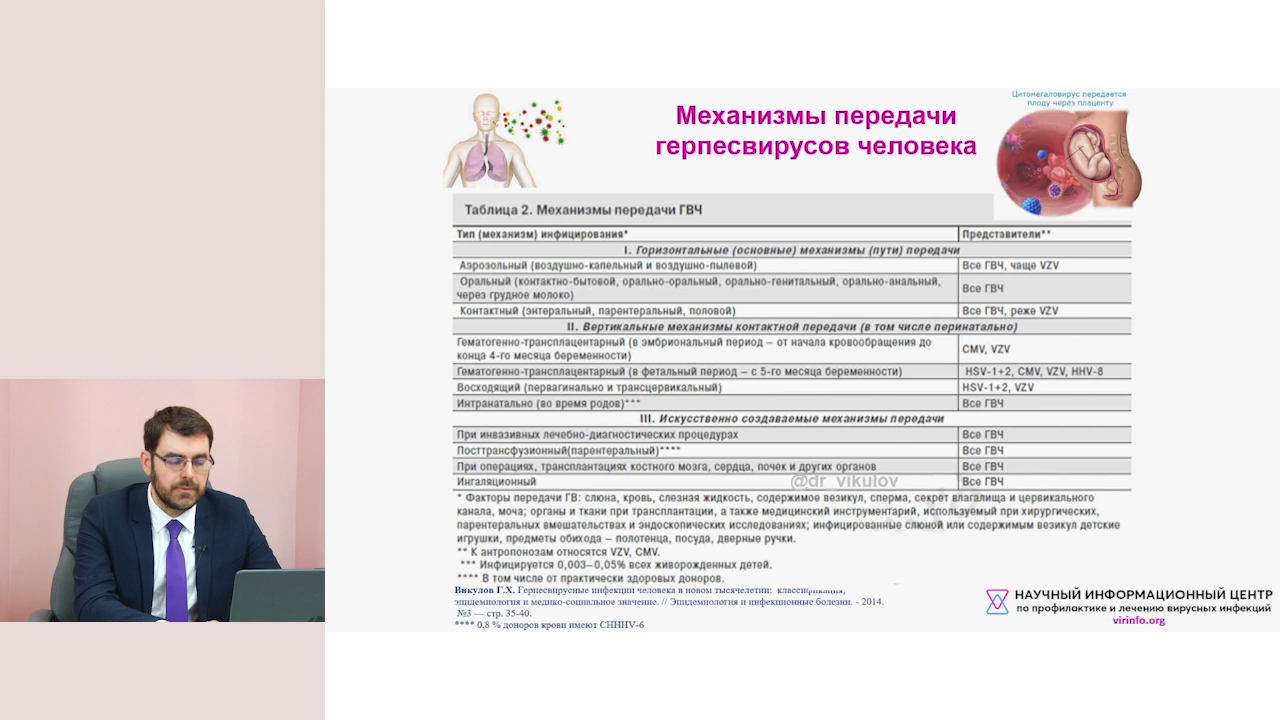 Механизмы передачи
герпесвирусов человека
Цитомегаловирус передается
плоду через плаценту
Таблица 2. Механизмы передачи ГВЧ
Тип (механизм) инфицирования* Представители**
I. Горизонтальные (основные) механизмы (пути) передачи
Аэрозольный (воздушно-капельный и воздушно-пылевой) Все ГВЧ, чаще VZV
Оральный (контактно-бытовой, орально-оральный, орально-генитальный, орально-анальный,
через грудное молоко) Все ГВЧ
Контактный (энтеральный, парентеральный, половой) Все ГВЧ, реже VZV
II. Вертикальные механизмы контактной передачи (в том числе перинатально)
Гематогенно-трансплацентарный (в эмбриональный период – от начала кровообращения до
конца 4-го месяца беременности) CMV, VZV
Гематогенно-трансплацентарный (в фетальный период – с 5-го месяца беременности) HSV-1+2, CMV, VZV, HHV-8
Восходящий (первагинально и трансцервикальный) HSV-1+2, VZV
Интранатально (во время родов)*** Все ГВЧ
III. Искусственно создаваемые механизмы передачи
При инвазивных лечебно-диагностических процедурах Все ГВЧ
Посттрансфузионный(парентеральный)**** Все ГВЧ
При операциях, трансплантациях костного мозга, сердца, почек и других органов Все ГВЧ
Ингаляционный Все ГВЧ
@dr_vikulov
* Факторы передачи ГВ: слюна, кровь, слезная жидкость, содержимое везикул, сперма, секрет влагалища и цервикального
канала, моча; органы и ткани при трансплантации, а также медицинский инструментарий, используемый при хирургических,
парентеральных вмешательствах и эндоскопических исследованиях; инфицированные слюной или содержимым везикул детские
игрушки, предметы обихода – полотенца, посуда, дверные ручки.
** К антропонозам относятся VZV, CMV.
*** Инфицируется 0,003–0,05% всех живорожденных детей.
**** В том числе от практически здоровых доноров.
Викулов Г.Х. Герпесвирусные инфекции человека в новом тысячелетии: классификация,
эпидемиология и медико-социальное значение. // Эпидемиология и инфекционные болезни. - 2014.
№3 — стр. 35-40.
**** 0,8 % доноров крови имеют CHHHV-6
НАУЧНЫЙ ИНФОРМАЦИОННЫЙ ЦЕНТР
по профилактике и лечению вирусных инфекций
virinfo.org